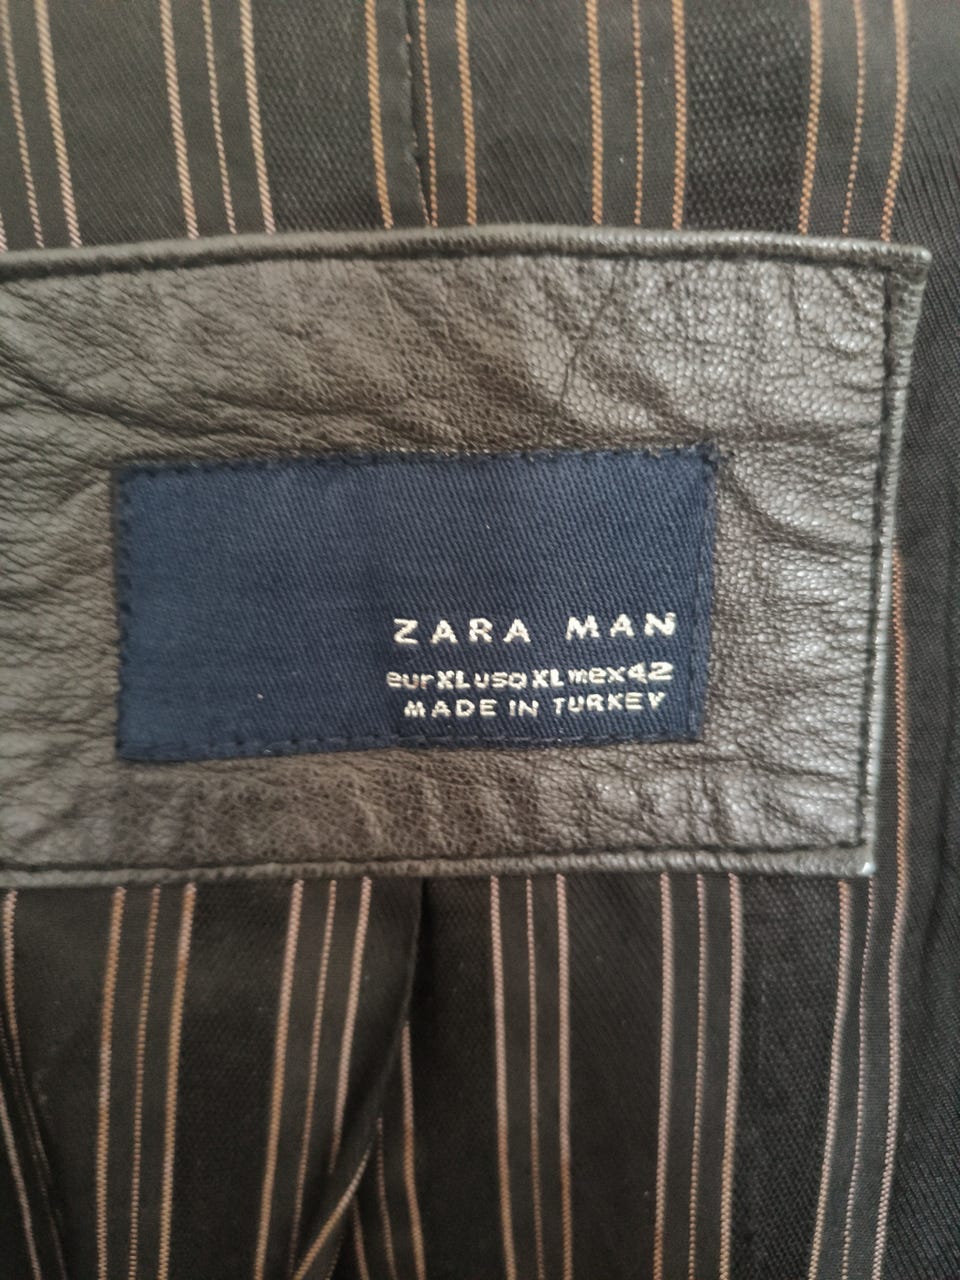 ZARA MAN
eur XL usa XL mex 42
MADE IN TURKEY